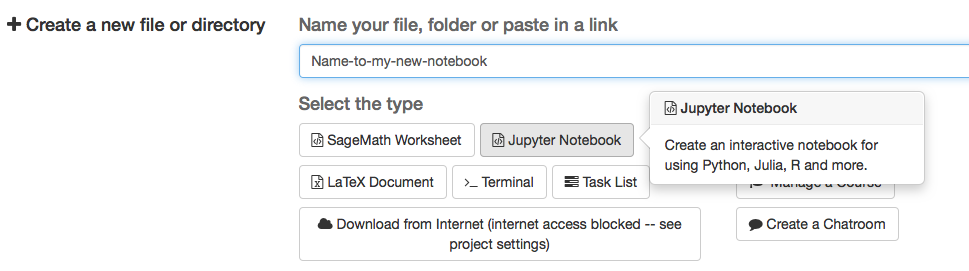 Create a new file or directory
Name your file, folder or paste in a link
Name-to-my-new-notebook
Select the type
SageMath Worksheet
Jupyter Notebook
Jupyter Notebook
Create an interactive notebook for
using Python, Julia, R and more.
LaTeX Document
Terminal
Task List
Manage a Course
Download from Internet (internet access blocked -- see
project settings)
Create a Chatroom